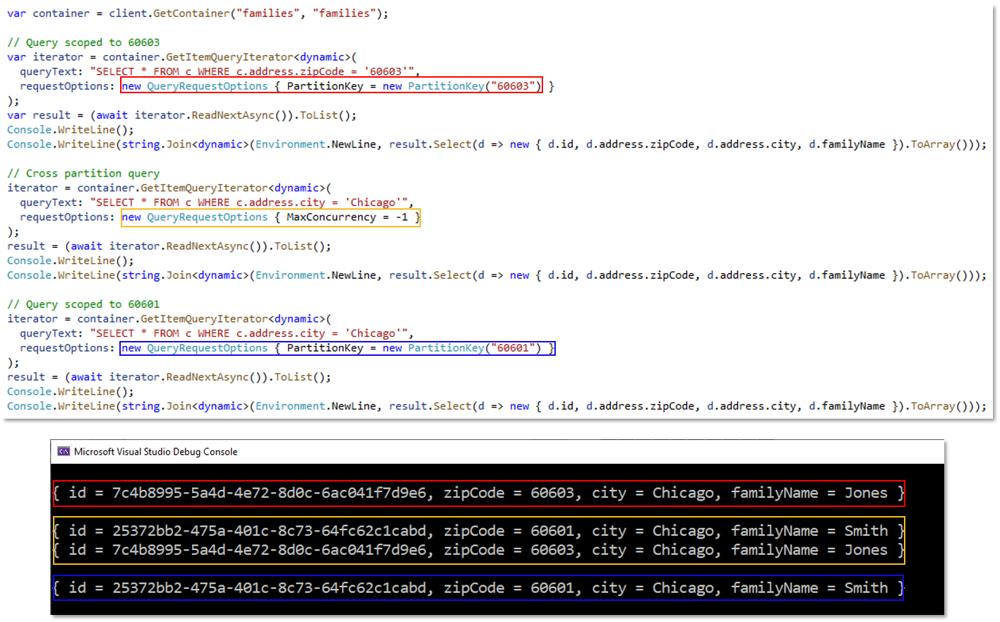 var container = client.GetContainer("families", "families");
// Query scoped to 60603
var iterator = container.GetItemQueryIterator<dynamic>(
queryText: "SELECT * FROM c WHERE c.address.zipCode = '60603'",
requestOptions: new QueryRequestOptions { PartitionKey = new PartitionKey("60603") }
);
var result = (await iterator.ReadNextAsync()).ToList();
Console.WriteLine();
Console.WriteLine(string.Join<dynamic>(Environment.NewLine, result.Select(d => new { d.id, d.address.zipCode, d.address.city, d.familyName }).ToArray()));
// Cross partition query
iterator = container.GetItemQueryIterator<dynamic>(
queryText: "SELECT * FROM c WHERE c.address.city = 'Chicago'",
requestOptions: new QueryRequestOptions { MaxConcurrency = -1 }
);
result = (await iterator.ReadNextAsync()).ToList();
Console.WriteLine();
Console.WriteLine(string.Join<dynamic>(Environment.NewLine, result.Select(d => new { d.id, d.address.zipCode, d.address.city, d.familyName }).ToArray()));
// Query scoped to 60601
iterator = container.GetItemQueryIterator<dynamic>(
queryText: "SELECT * FROM c WHERE c.address.city = 'Chicago'",
requestOptions: new QueryRequestOptions { PartitionKey = new PartitionKey("60601") }
);
result = (await iterator.ReadNextAsync()).ToList();
Console.WriteLine();
Console.WriteLine(string.Join<dynamic>(Environment.NewLine, result.Select(d => new { d.id, d.address.zipCode, d.address.city, d.familyName }).ToArray()));
C:\ Microsoft Visual Studio Debug Console
{ id = 7c4b8995-5a4d-4e72-8d0c-6ac041f7d9e6, zipCode = 60603, city = Chicago, familyName = Jones }
{ id = 25372bb2-475a-401c-8c73-64fc62c1cabd, zipCode = 60601, city = Chicago, familyName = Smith }
{ id = 7c4b8995-5a4d-4e72-8d0c-6ac041f7d9e6, zipCode = 60603, city = Chicago, familyName = Jones }
{ id = 25372bb2-475a-401c-8c73-64fc62c1cabd, zipCode = 60601, city = Chicago, familyName = Smith }